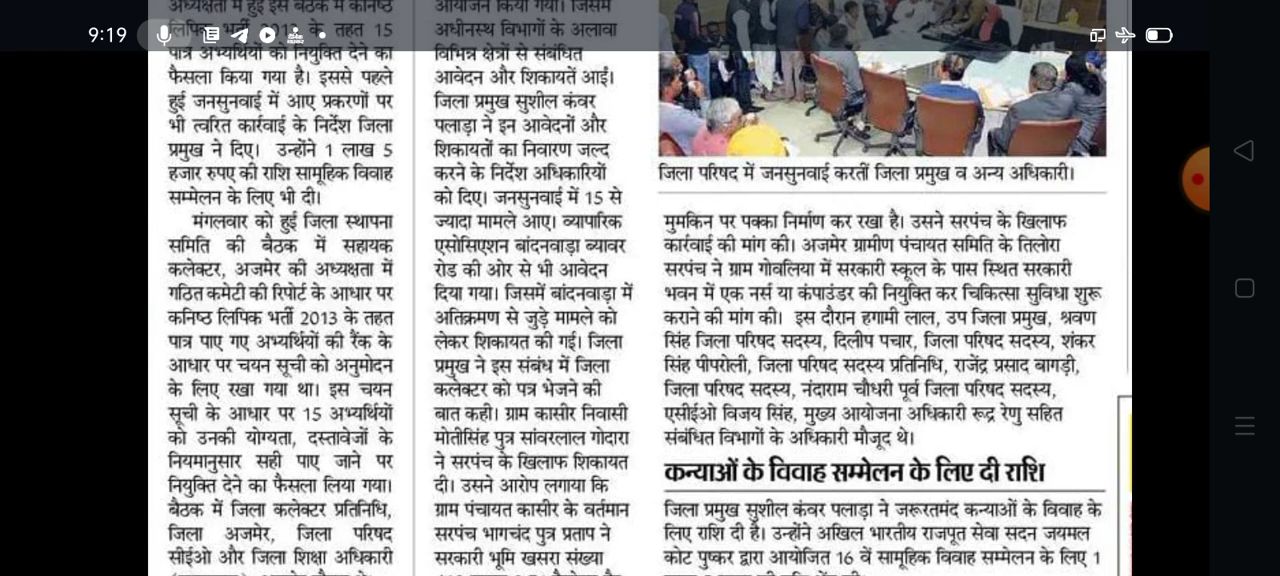 9:19
अध्यक्षता में हुई इस बैठक में कनिष्ठ
लिपिक भर्ती 2013 के तहत 15
पात्र अभ्यर्थियों को नियुक्ति देने का
फैसला किया गया है। इससे पहले
हुई जनसुनवाई में आए प्रकरणों पर
भी त्वरित कार्रवाई के निर्देश जिला
प्रमुख ने दिए। उन्होंने 1 लाख 5
हजार रुपए की राशि सामूहिक विवाह
सम्मेलन के लिए भी दी।
मंगलवार को हुई जिला स्थापना
समिति की बैठक में सहायक
कलेक्टर, अजमेर की अध्यक्षता में
गठित कमेटी की रिपोर्ट के आधार पर
कनिष्ठ लिपिक भर्ती 2013 के तहत
पात्र पाए गए अभ्यर्थियों की रैंक के
आधार पर चयन सूची को अनुमोदन
के लिए रखा गया था। इस चयन
सूची के आधार पर 15 अभ्यर्थियों
को उनकी योग्यता, दस्तावेजों के
नियमानुसार सही पाए जाने पर
नियुक्ति देने का फैसला लिया गया।
बैठक में जिला कलेक्टर प्रतिनिधि,
जिला अजमेर, जिला परिषद
सीईओ और जिला शिक्षा अधिकारी
आयोजन किया गया। जिसमें
अधीनस्थ विभागों के अलावा
विभिन्न क्षेत्रों से संबंधित
आवेदन और शिकायतें आईं।
जिला प्रमुख सुशील कंवर
पलाड़ा ने इन आवेदनों और
शिकायतों का निवारण जल्द
करने के निर्देश अधिकारियों
को दिए। जनसुनवाई में 15 से
ज्यादा मामले आए। व्यापारिक
एसोसिएशन बांदनवाड़ा ब्यावर
रोड की ओर से भी आवेदन
दिया गया। जिसमें बांदनवाड़ा में
अतिक्रमण से जुड़े मामले को
लेकर शिकायत की गई। जिला
प्रमुख ने इस संबंध में जिला
कलेक्टर को पत्र भेजने की
बात कही। ग्राम कासीर निवासी
मोतीसिंह पुत्र सांवरलाल गोदारा
ने सरपंच के खिलाफ शिकायत
दी। उसने आरोप लगाया कि
ग्राम पंचायत कासीर के वर्तमान
सरपंच भागचंद पुत्र प्रताप ने
सरकारी भूमि खसरा संख्या
जिला परिषद में जनसुनवाई करतीं जिला प्रमुख व अन्य अधिकारी।
मुमकिन पर पक्का निर्माण कर रखा है। उसने सरपंच के खिलाफ
कार्रवाई की मांग की। अजमेर ग्रामीण पंचायत समिति के तिलोरा
सरपंच ने ग्राम गोवलिया में सरकारी स्कूल के पास स्थित सरकारी
भवन में एक नर्स या कंपाउंडर की नियुक्ति कर चिकित्सा सुविधा शुरू
कराने की मांग की। इस दौरान हगामी लाल, उप जिला प्रमुख, श्रवण
सिंह जिला परिषद सदस्य, दिलीप पचार, जिला परिषद सदस्य, शंकर
सिंह पीपरोली, जिला परिषद सदस्य प्रतिनिधि, राजेंद्र प्रसाद बागड़ी,
जिला परिषद सदस्य, नंदाराम चौधरी पूर्व जिला परिषद सदस्य,
एसीईओ विजय सिंह, मुख्य आयोजना अधिकारी रूद्र रेणु सहित
संबंधित विभागों के अधिकारी मौजूद थे।
कन्याओं के विवाह सम्मेलन के लिए दी राशि
जिला प्रमुख सुशील कंवर पलाड़ा ने जरूरतमंद कन्याओं के विवाह के
लिए राशि दी है। उन्होंने अखिल भारतीय राजपूत सेवा सदन जयमल
कोट पुष्कर द्वारा आयोजित 16 वें सामूहिक विवाह सम्मेलन के लिए 1